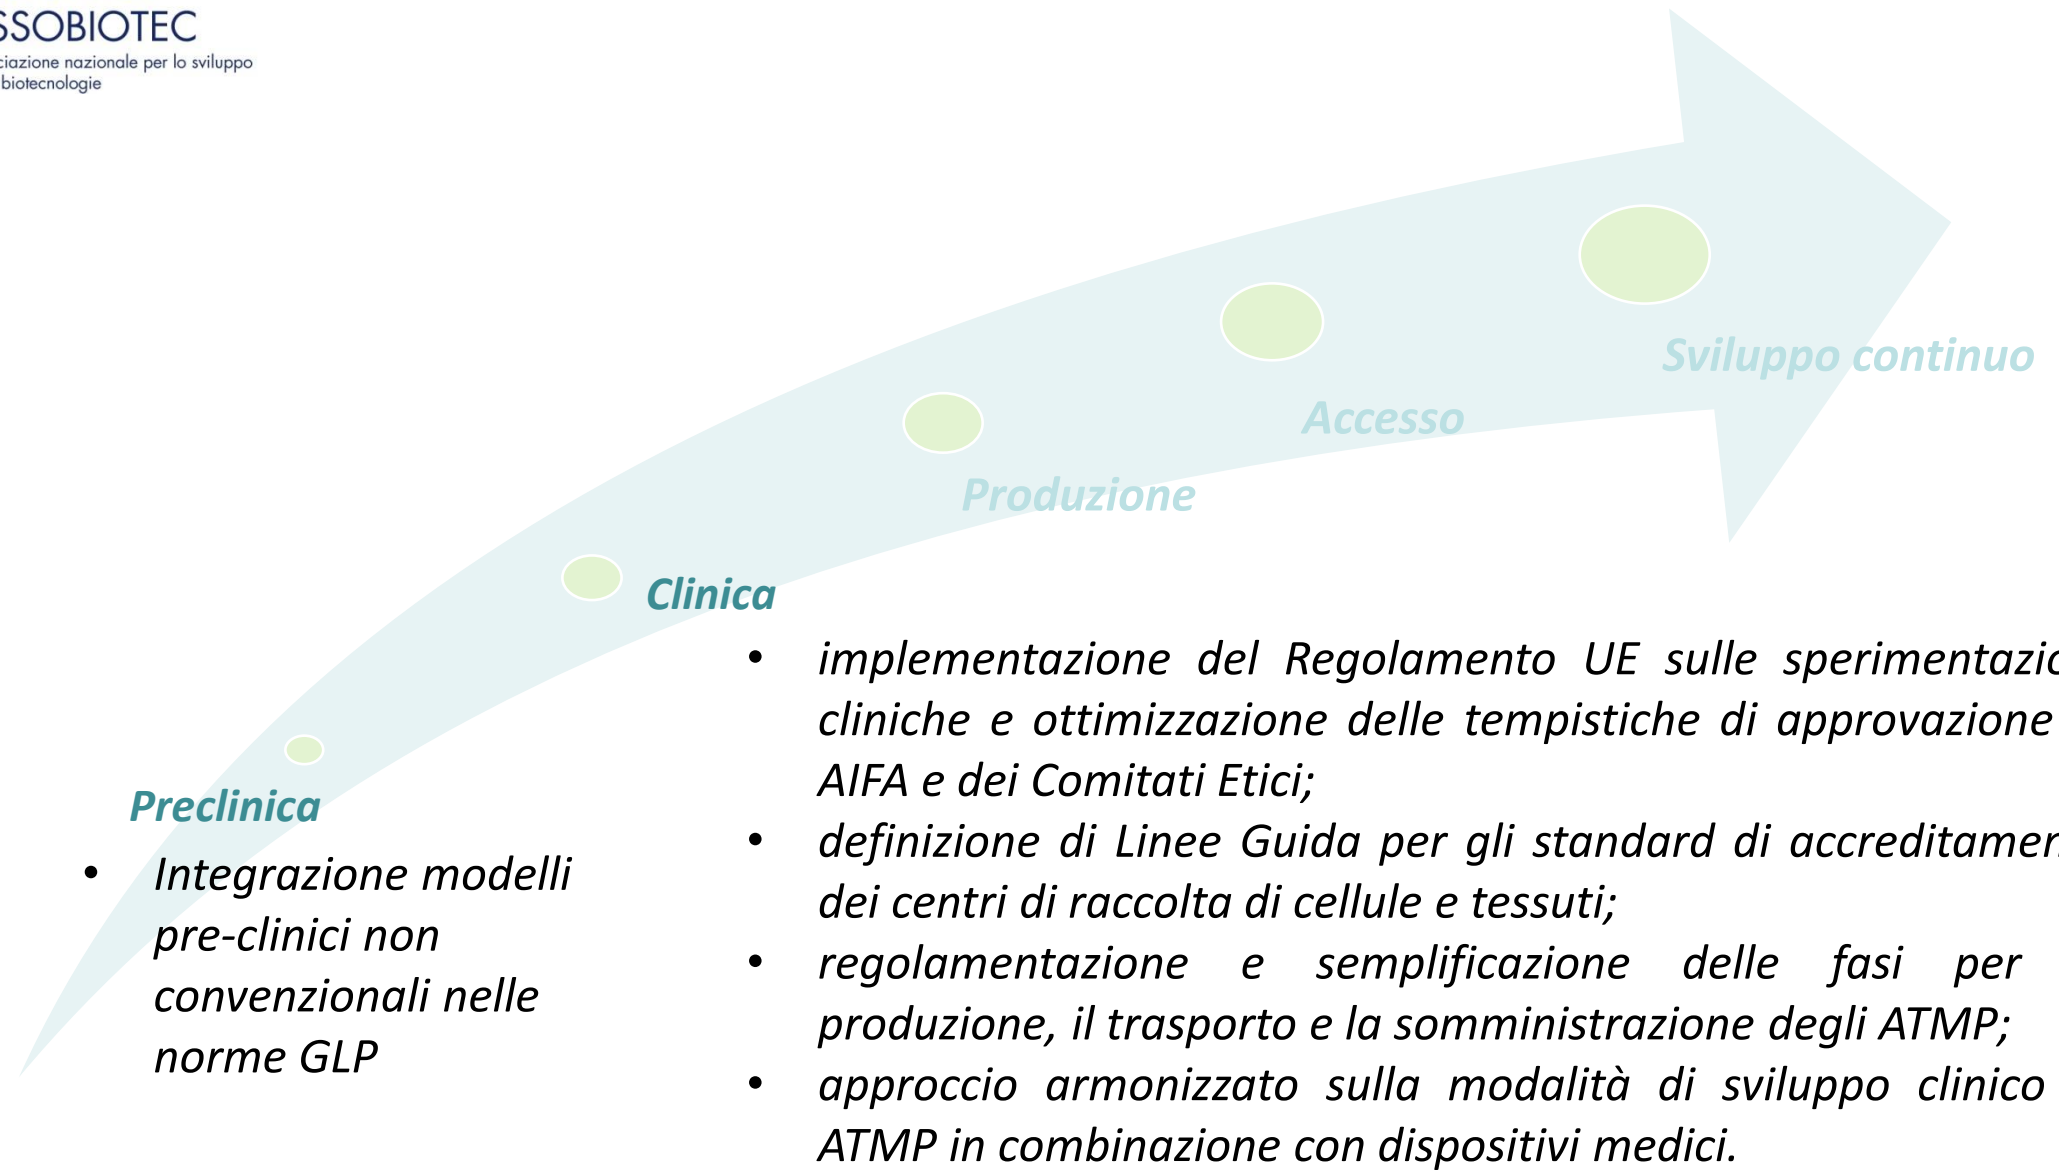 SSOBIOTEC
ciazione nazionale per lo sviluppo
biotecnologie
Sviluppo continuo
Accesso
Produzione
Clinica
• implementazione del Regolamento UE sulle sperimentazio
cliniche e ottimizzazione delle tempistiche di approvazione
AIFA e dei Comitati Etici;
• definizione di Linee Guida per gli standard di accreditamen
dei centri di raccolta di cellule e tessuti;
• regolamentazione e semplificazione delle fasi per
produzione, il trasporto e la somministrazione degli ATMP;
• approccio armonizzato sulla modalità di sviluppo clinico
ATMP in combinazione con dispositivi medici.
Preclinica
• Integrazione modelli
pre-clinici non
convenzionali nelle
norme GLP